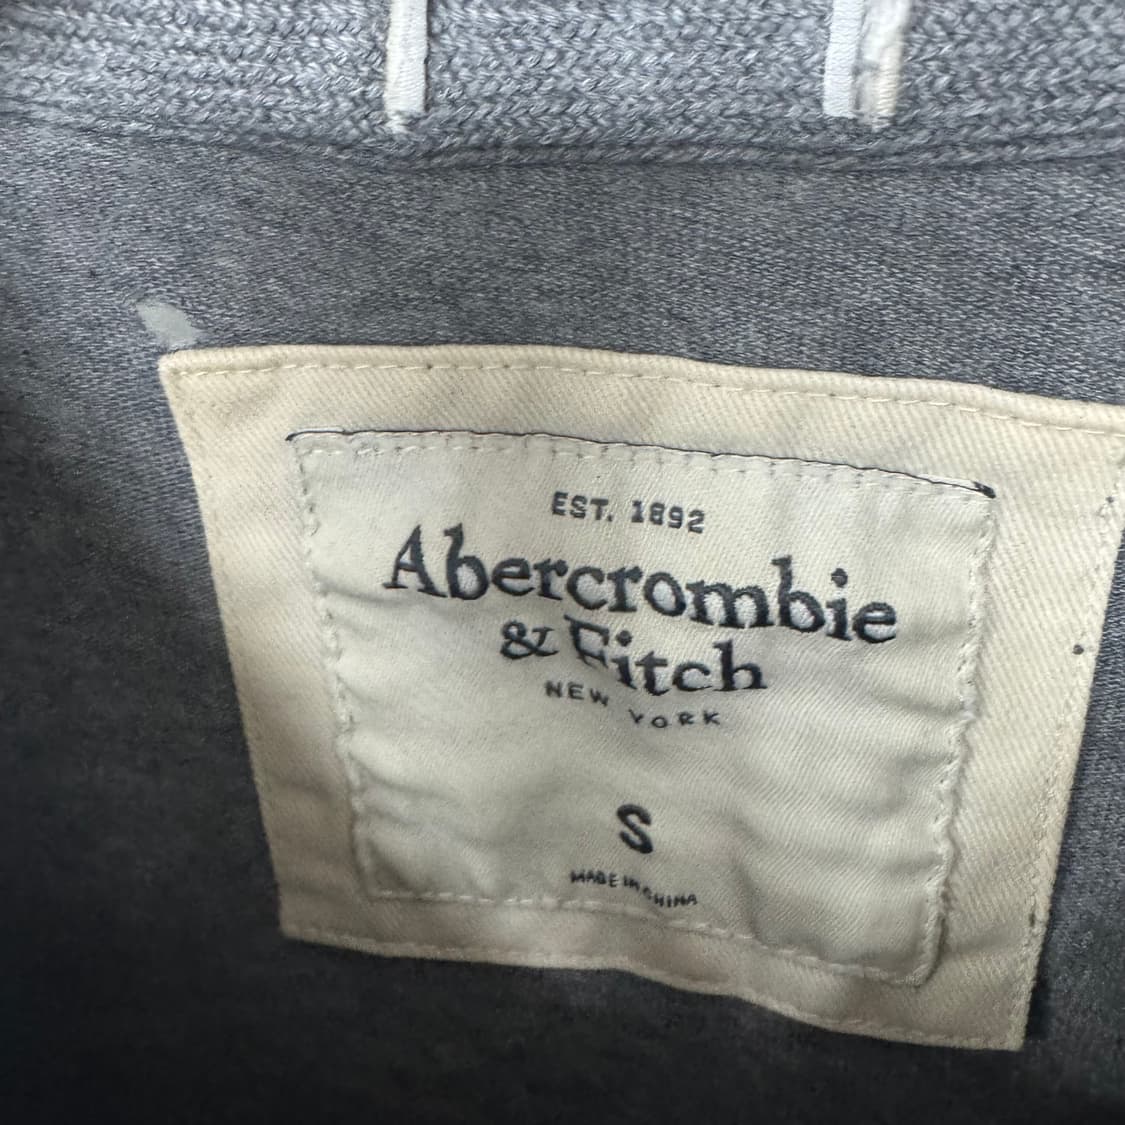 EST. 1892
Abercrombie
& Fitch
NEW YORK
S
MADE IN CHINA